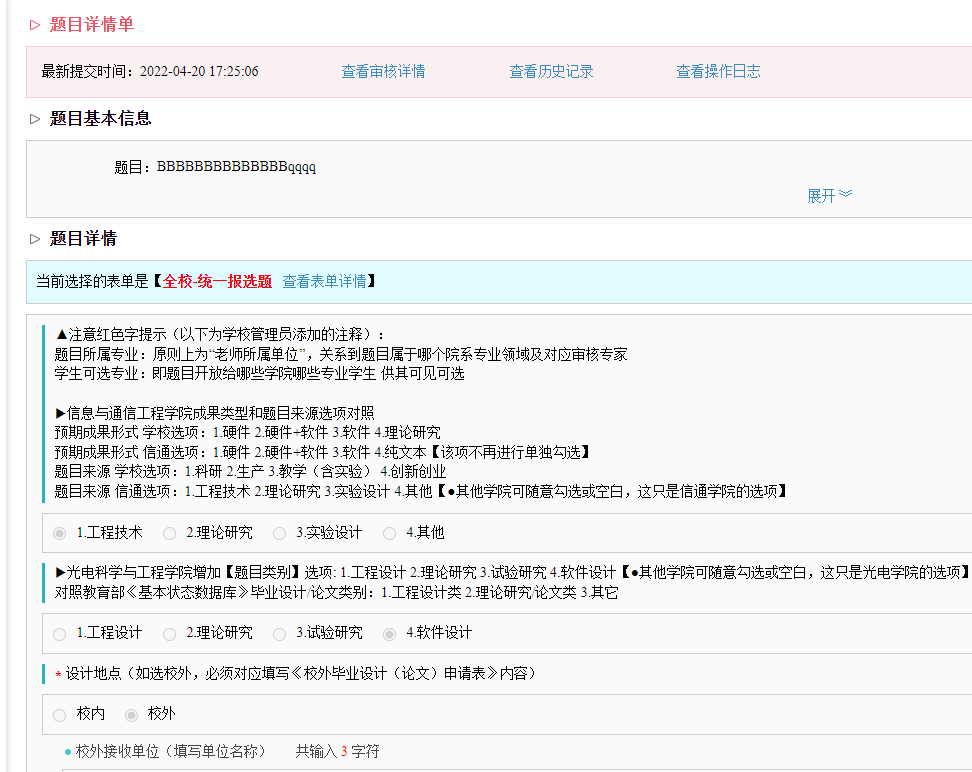 ▷ 题目详情单
最新提交时间：2022-04-20 17:25:06 查看审核详情 查看历史记录 查看操作日志
▷ 题目基本信息
题目：BBBBBBBBBBBBBBqqqq
展开
▷ 题目详情
当前选择的表单是【全校-统一报选题 查看表单详情】
▲注意红色字提示（以下为学校管理员添加的注释）：
题目所属专业：原则上为“老师所属单位”，关系到题目属于哪个院系专业领域及对应审核专家
学生可选专业：即题目开放给哪些学院哪些专业学生 供其可见可选
▶信息与通信工程学院成果类型和题目来源选项对照
预期成果形式 学校选项：1.硬件 2.硬件+软件 3.软件 4.理论研究
预期成果形式 信通选项：1.硬件 2.硬件+软件 3.软件 4.纯文本【该项不再进行单独勾选】
题目来源 学校选项：1.科研 2.生产 3.教学（含实验） 4.创新创业
题目来源 信通选项：1.工程技术 2.理论研究 3.实验设计 4.其他【●其他学院可随意勾选或空白，这只是信通学院的选项】
1.工程技术 2.理论研究 3.实验设计 4.其他
▶光电科学与工程学院增加【题目类别】选项: 1.工程设计 2.理论研究 3.试验研究 4.软件设计【●其他学院可随意勾选或空白，这只是光电学院的选项】
对照教育部《基本状态数据库》毕业设计/论文类别：1.工程设计类 2.理论研究/论文类 3.其它
1.工程设计 2.理论研究 3.试验研究 4.软件设计
* 设计地点（如选校外，必须对应填写《校外毕业设计（论文）申请表》内容）
校内 校外
● 校外接收单位（填写单位名称） 共输入 3 字符